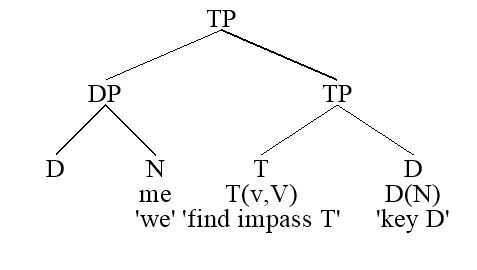 TP
DP TP
D N T D
me T(v,V) D(N)
'we' 'find impass T' 'key D'